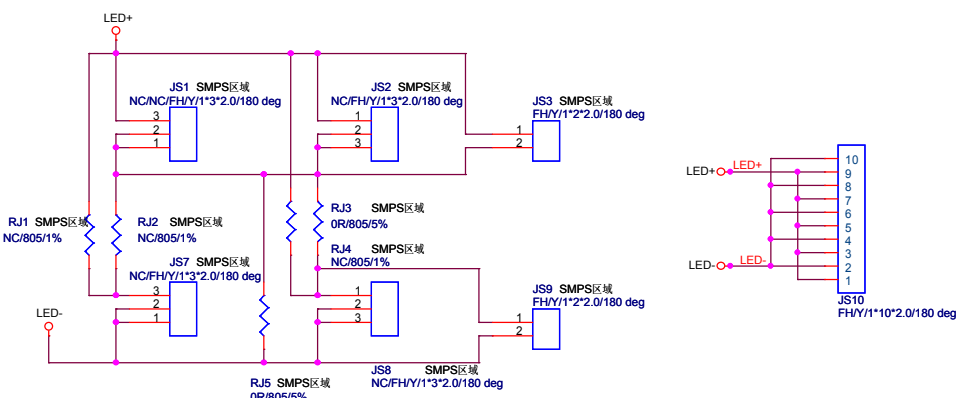 LED+
JS1 SMPS区域
NC/NC/FH/Y/1*3*2.0/180 deg
3
2
1
JS2 SMPS区域
NC/FH/Y/1*3*2.0/180 deg
1
2
3
JS3 SMPS区域
FH/Y/1*2*2.0/180 deg
1
2
RJ1 SMPS区域
NC/805/1%
RJ2 SMPS区域
NC/805/1%
RJ3 SMPS区域
0R/805/5%
RJ4 SMPS区域
NC/805/1%
JS7 SMPS区域
NC/FH/Y/1*3*2.0/180 deg
3
2
1
1
2
3
JS9 SMPS区域
FH/Y/1*2*2.0/180 deg
1
2
LED-
JS8 SMPS区域
NC/FH/Y/1*3*2.0/180 deg
RJ5 SMPS区域
0R/805/5%
LED+ LED+
LED- LED-
10
9
8
7
6
5
4
3
2
1
JS10
FH/Y/1*10*2.0/180 deg